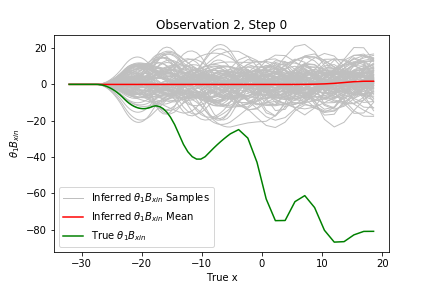 Observation 2, Step 0
20
0
−20
−40
−60
−80
θ₁Bₓᵢₙ
Inferred θ₁Bₓᵢₙ Samples
Inferred θ₁Bₓᵢₙ Mean
True θ₁Bₓᵢₙ
−30
−20
−10
0
10
20
True x